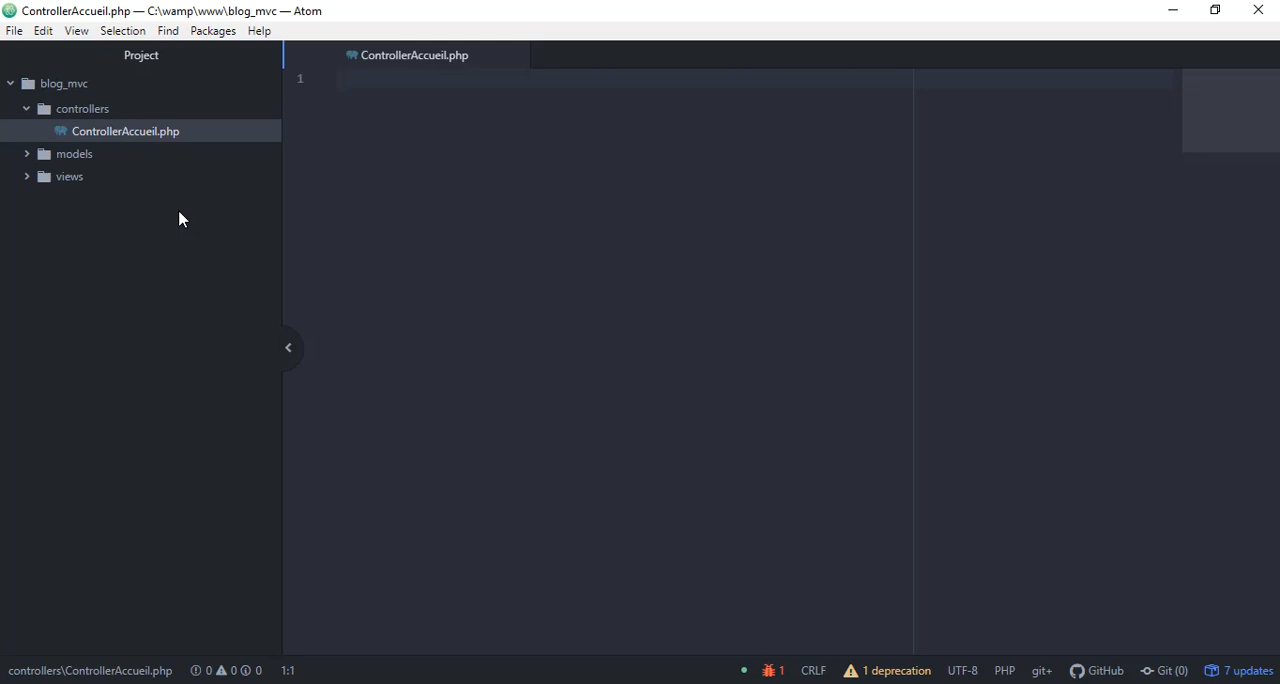 ControllerAccueil.php — C:\wamp\www\blog_mvc — Atom
File Edit View Selection Find Packages Help
Project
ControllerAccueil.php
1
blog_mvc
controllers
ControllerAccueil.php
models
views
controllers\ControllerAccueil.php 0 0 0 1:1 1 CRLF 1 deprecation UTF-8 PHP git+ GitHub Git (0) 7 updates